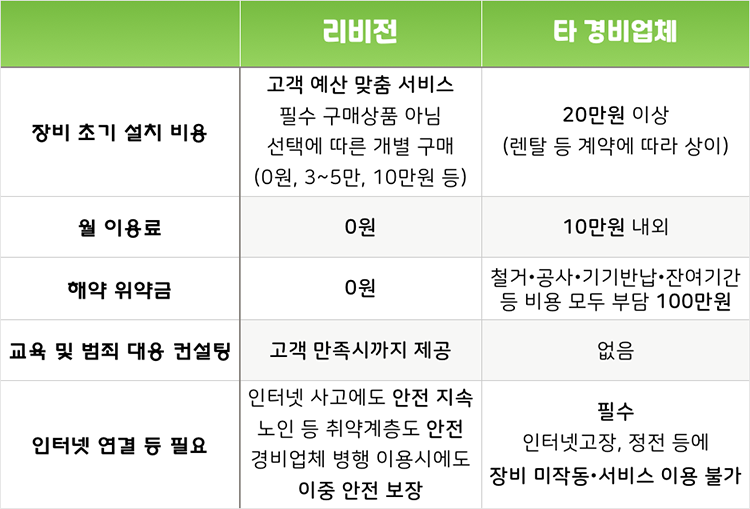 리비전
타 경비업체
장비 초기 설치 비용
고객 예산 맞춤 서비스
필수 구매상품 아님
선택에 따른 개별 구매
(0원, 3~5만, 10만원 등)
20만원 이상
(렌탈 등 계약에 따라 상이)
월 이용료
0원
10만원 내외
해약 위약금
0원
철거•공사•기기반납•잔여기간
등 비용 모두 부담 100만원
교육 및 범죄 대응 컨설팅
고객 만족시까지 제공
없음
인터넷 연결 등 필요
인터넷 사고에도 안전 지속
노인 등 취약계층도 안전
경비업체 병행 이용시에도
이중 안전 보장
필수
인터넷고장, 정전 등에
장비 미작동•서비스 이용 불가